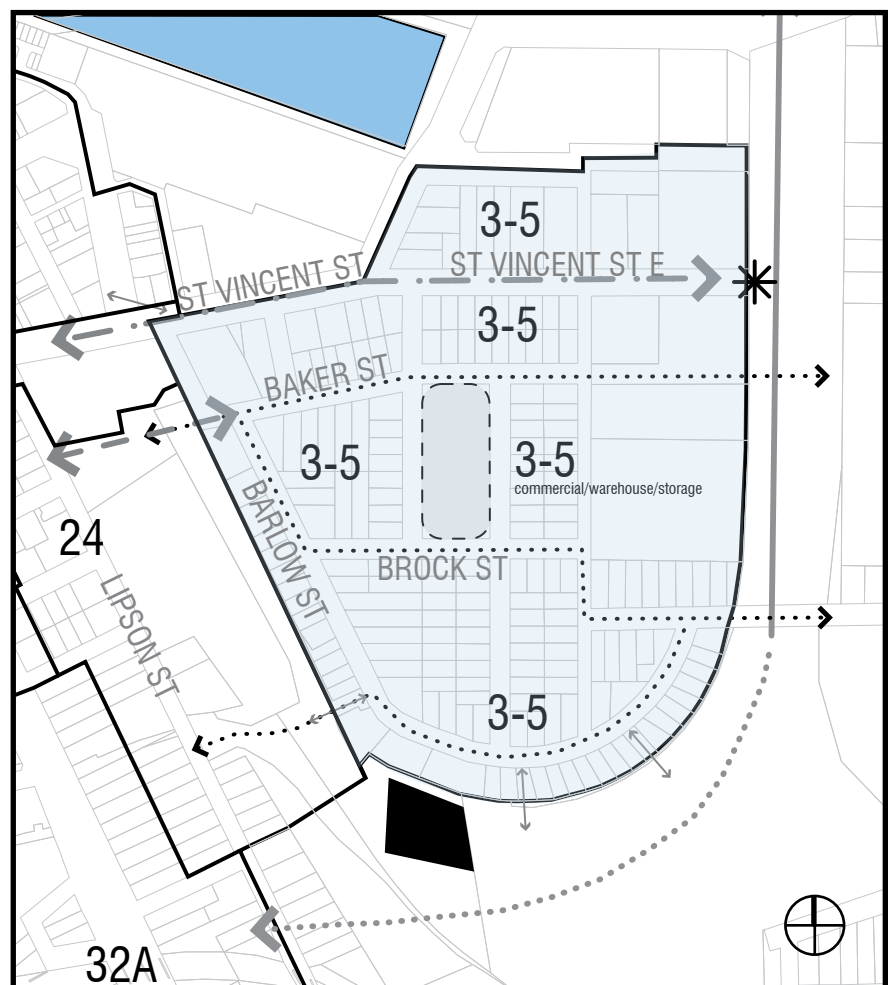 3-5
ST VINCENT ST
ST VINCENT ST E
3-5
BAKER ST
3-5
3-5
commercial/warehouse/storage
BARLOW ST
24
BROCK ST
LIPSON ST
3-5
32A